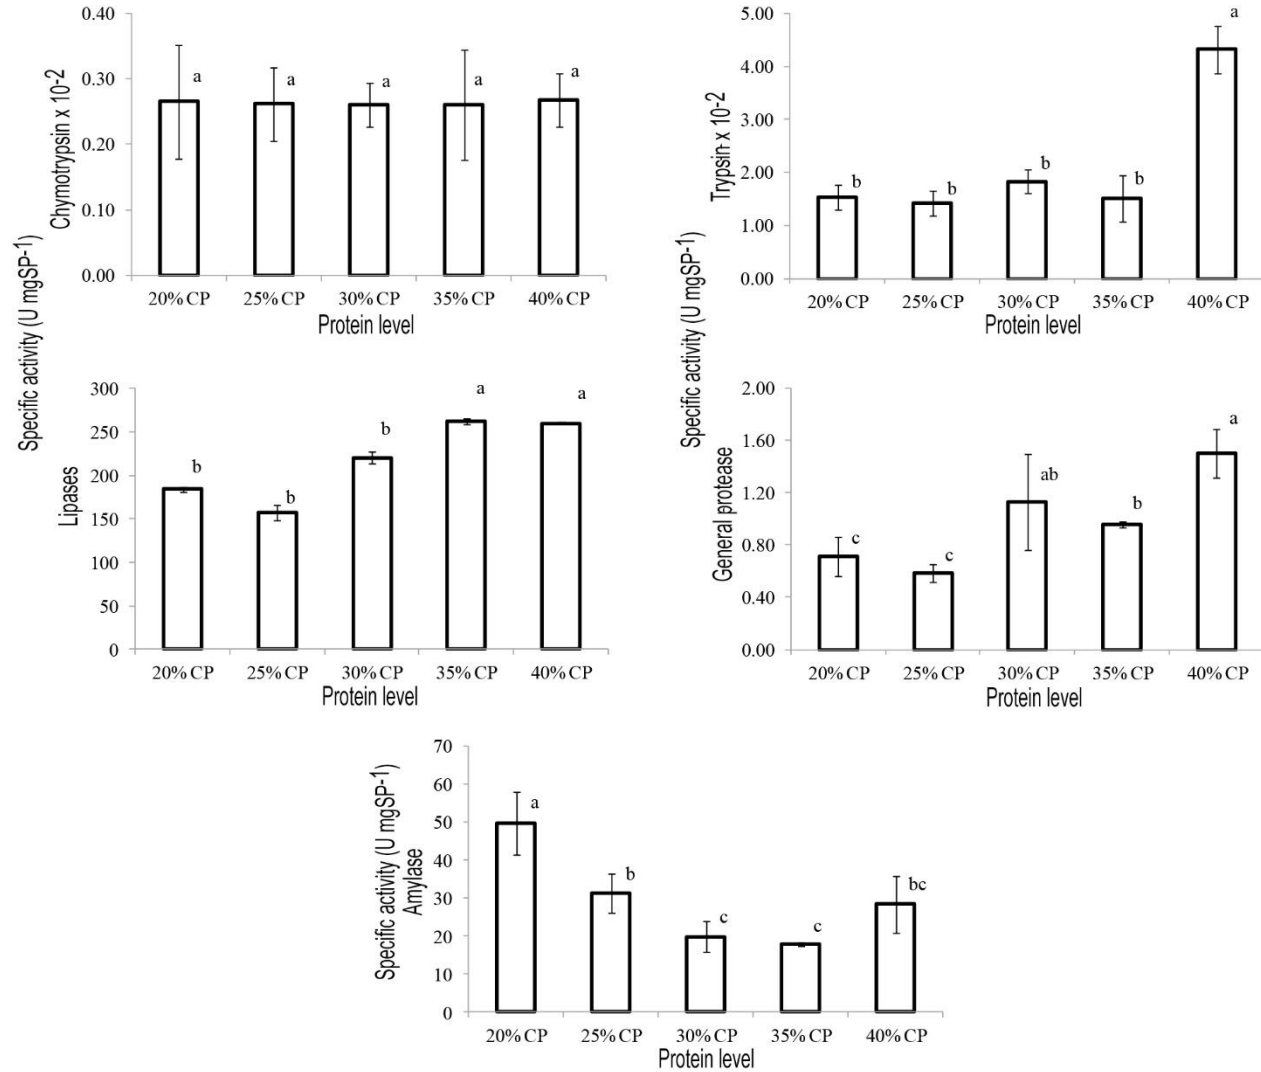 Specific activity (U mgSP-1)
Chymotrypsin x 10-2
0.40
0.30
0.20
0.10
0.00
a
a
a
a
a
20% CP 25% CP 30% CP 35% CP 40% CP
Protein level
Specific activity (U mgSP-1)
Trypsin x 10-2
5.00
4.00
3.00
2.00
1.00
0.00
b
b
b
b
a
20% CP 25% CP 30% CP 35% CP 40% CP
Protein level
Lipases
300
250
200
150
100
50
0
b
b
b
a
a
20% CP 25% CP 30% CP 35% CP 40% CP
Protein level
General protease
2.00
1.60
1.20
0.80
0.40
0.00
c
c
ab
b
a
20% CP 25% CP 30% CP 35% CP 40% CP
Protein level
Specific activity (U mgSP-1)
Amylase
70
60
50
40
30
20
10
0
a
b
c
c
bc
20% CP 25% CP 30% CP 35% CP 40% CP
Protein level